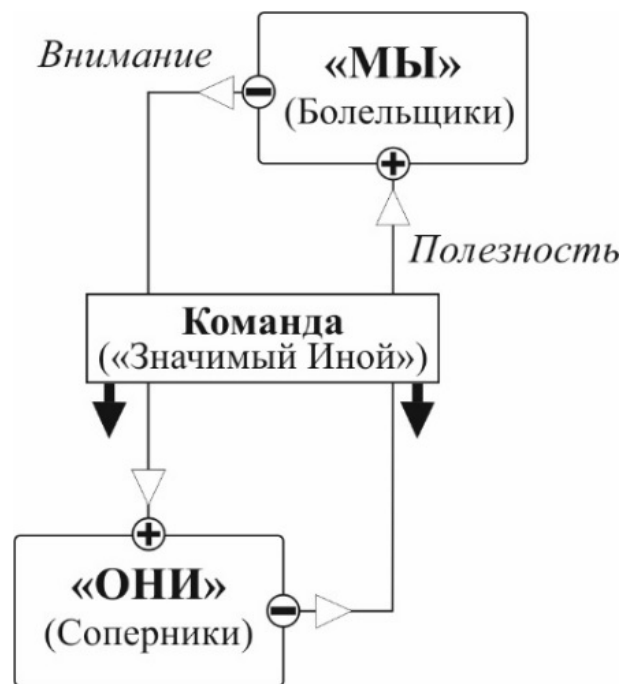 Внимание
«МЫ»
(Болельщики)
Полезность
Команда
(«Значимый Иной»)
«ОНИ»
(Соперники)